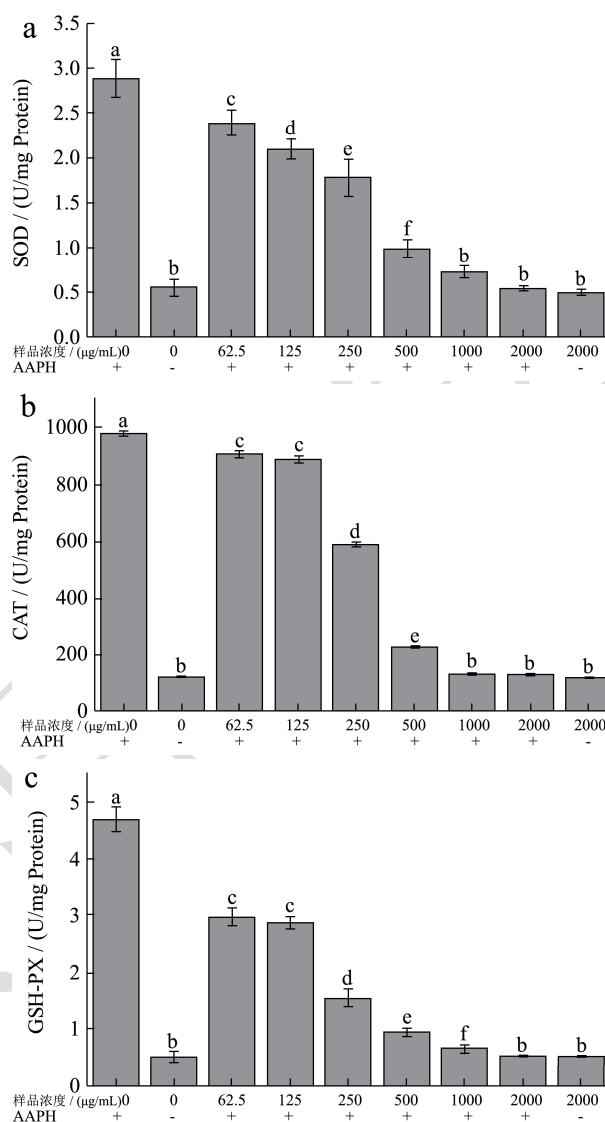 a
3.5
3.0
2.5
2.0
1.5
1.0
0.5
0.0
SOD / (U/mg Protein)
a b c d e f b b b
样品浓度 / (μg/mL)0 0 62.5 125 250 500 1000 2000 2000
AAPH + - + + + + + + -
b
1000
800
600
400
200
0
CAT / (U/mg Protein)
a b c c d e b b b
样品浓度 / (μg/mL)0 0 62.5 125 250 500 1000 2000 2000
AAPH + - + + + + + + -
c
5
4
3
2
1
0
GSH-PX / (U/mg Protein)
a b c c d e f b b
样品浓度 / (μg/mL)0 0 62.5 125 250 500 1000 2000 2000
AAPH + - + + + + + + -